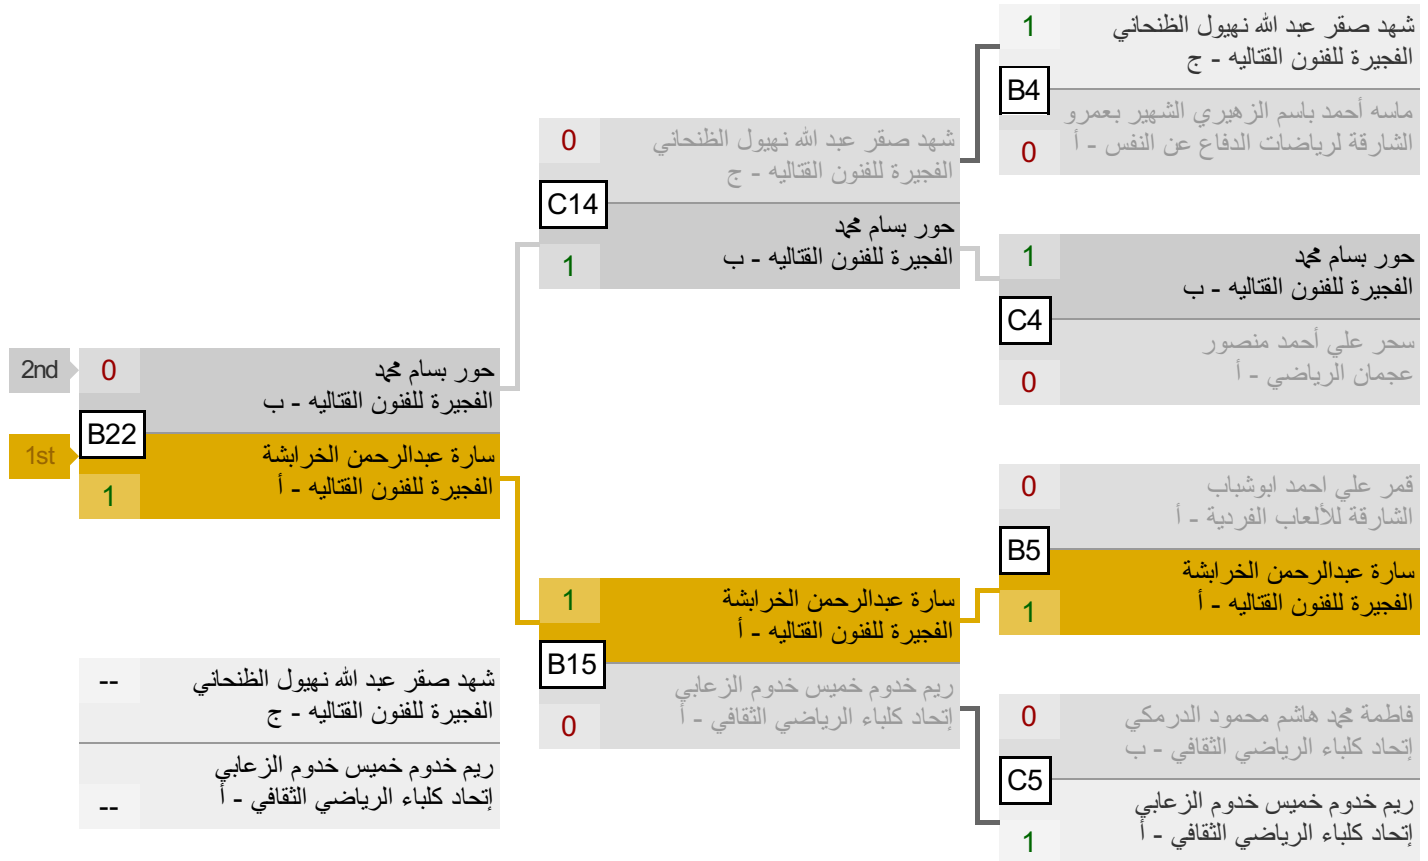 1
شهد صقر عبد الله نهيول الظنحاني
الفجيرة للفنون القتاليه - ج
B4
ماسه أحمد باسم الزهيري الشهير بعمرو
الشارقة لرياضات الدفاع عن النفس - أ
0
0
شهد صقر عبد الله نهيول الظنحاني
الفجيرة للفنون القتاليه - ج
C14
حور بسام محمد
الفجيرة للفنون القتاليه - ب
1
1
حور بسام محمد
الفجيرة للفنون القتاليه - ب
C4
سحر علي أحمد منصور
عجمان الرياضي - أ
0
2nd
0
حور بسام محمد
الفجيرة للفنون القتاليه - ب
B22
1st
سارة عبدالرحمن الخرابشة
الفجيرة للفنون القتاليه - أ
1
0
قمر علي احمد ابوشباب
الشارقة للألعاب الفردية - أ
B5
سارة عبدالرحمن الخرابشة
الفجيرة للفنون القتاليه - أ
1
1
سارة عبدالرحمن الخرابشة
الفجيرة للفنون القتاليه - أ
B15
ريم خدوم خميس خدوم الزعابي
إتحاد كلباء الرياضي الثقافي - أ
0
--
شهد صقر عبد الله نهيول الظنحاني
الفجيرة للفنون القتاليه - ج
ريم خدوم خميس خدوم الزعابي
إتحاد كلباء الرياضي الثقافي - أ
--
0
فاطمة محمد هاشم محمود الدرمكي
إتحاد كلباء الرياضي الثقافي - ب
C5
ريم خدوم خميس خدوم الزعابي
إتحاد كلباء الرياضي الثقافي - أ
1